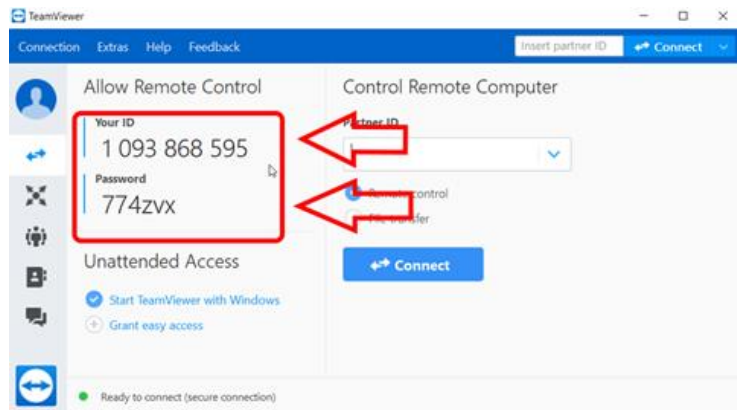 TeamViewer
Connection Extras Help Feedback
Insert partner ID
Connect
Allow Remote Control
Your ID
1 093 868 595
Password
774zvx
Unattended Access
Start TeamViewer with Windows
Grant easy access
Control Remote Computer
Partner ID
Remote control
File transfer
Connect
Ready to connect (secure connection)